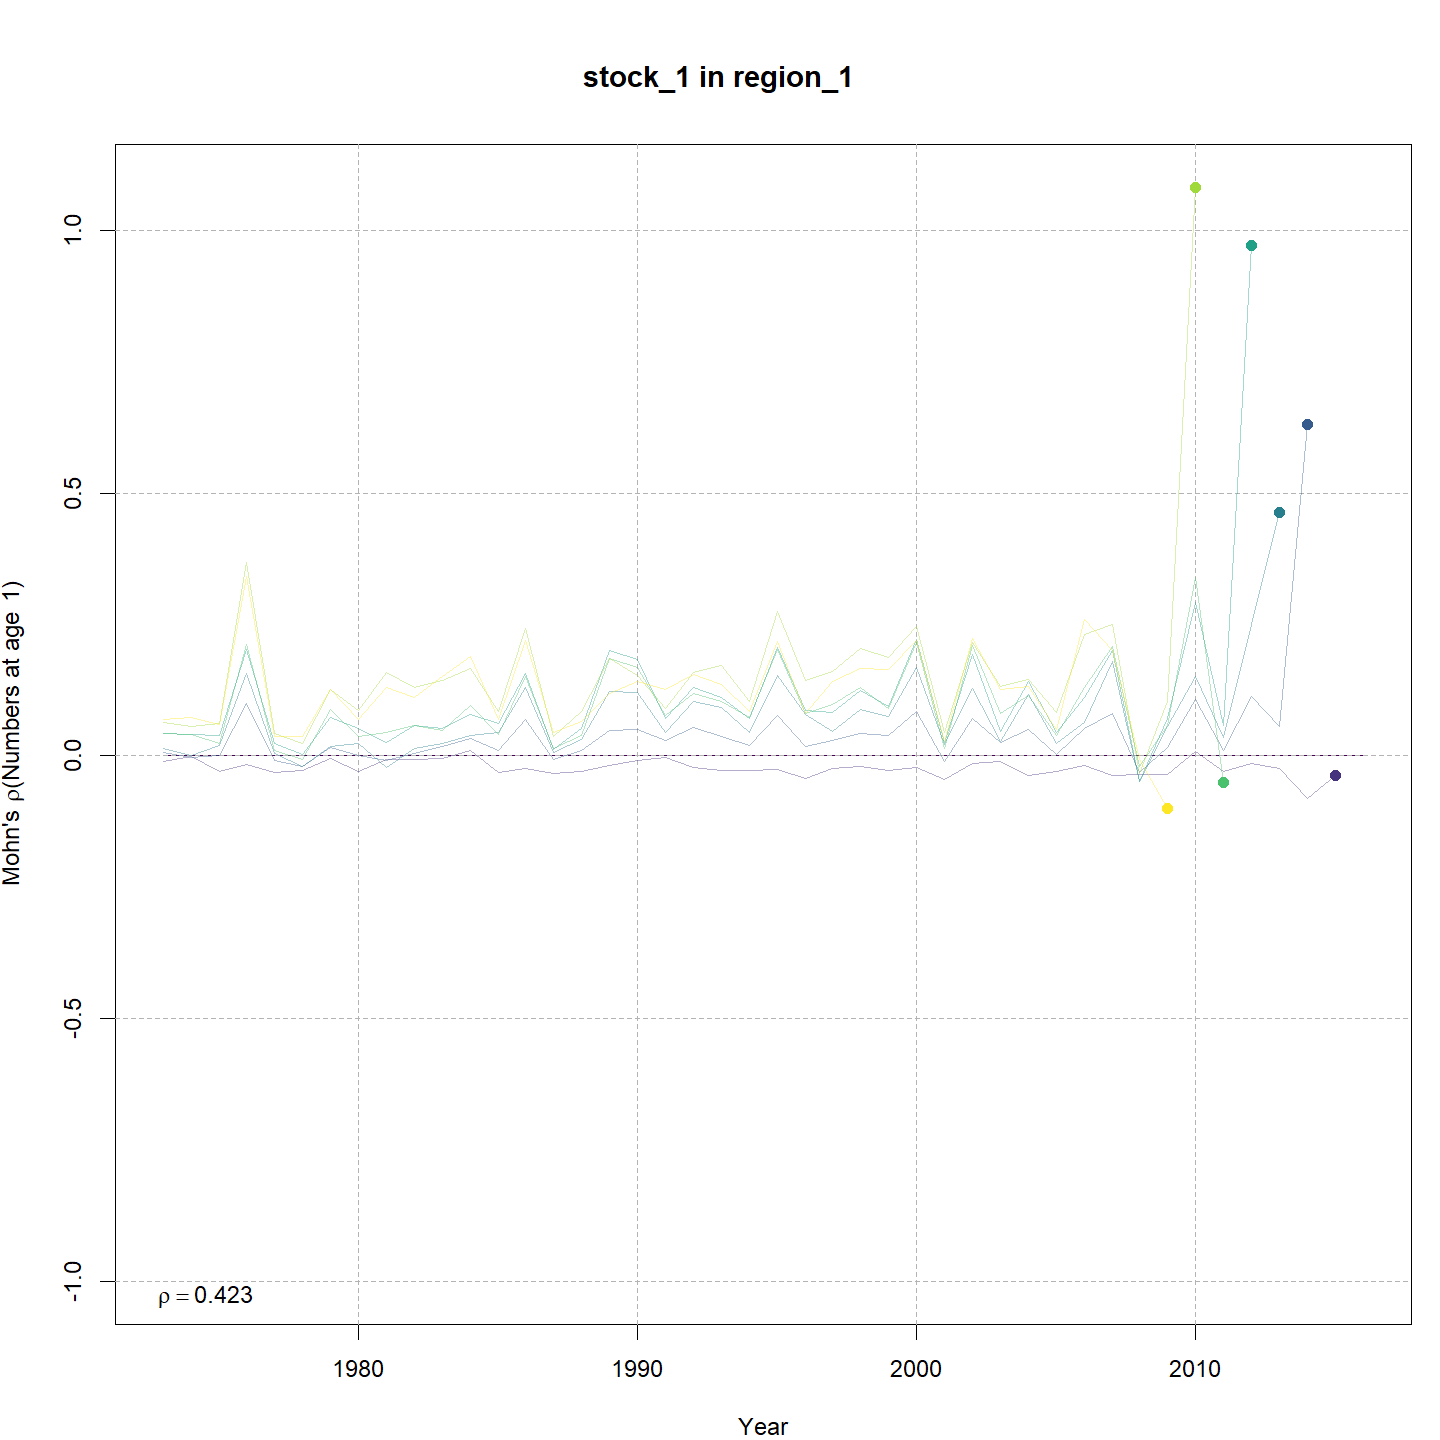 stock_1 in region_1
Mohn's ρ(Numbers at age 1)
1.0
0.5
0.0
-0.5
-1.0
ρ = 0.423
1980 1990 2000 2010
Year